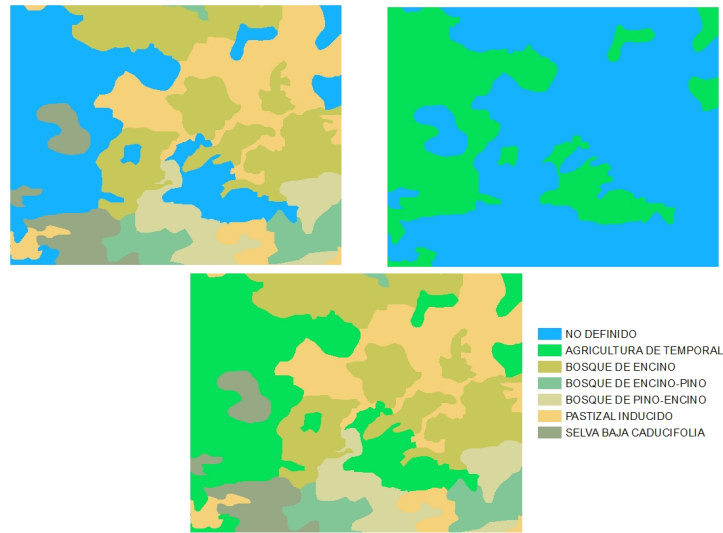 NO DEFINIDO
AGRICULTURA DE TEMPORAL
BOSQUE DE ENCINO
BOSQUE DE ENCINO-PINO
BOSQUE DE PINO-ENCINO
PASTIZAL INDUCIDO
SELVA BAJA CADUCIFOLIA